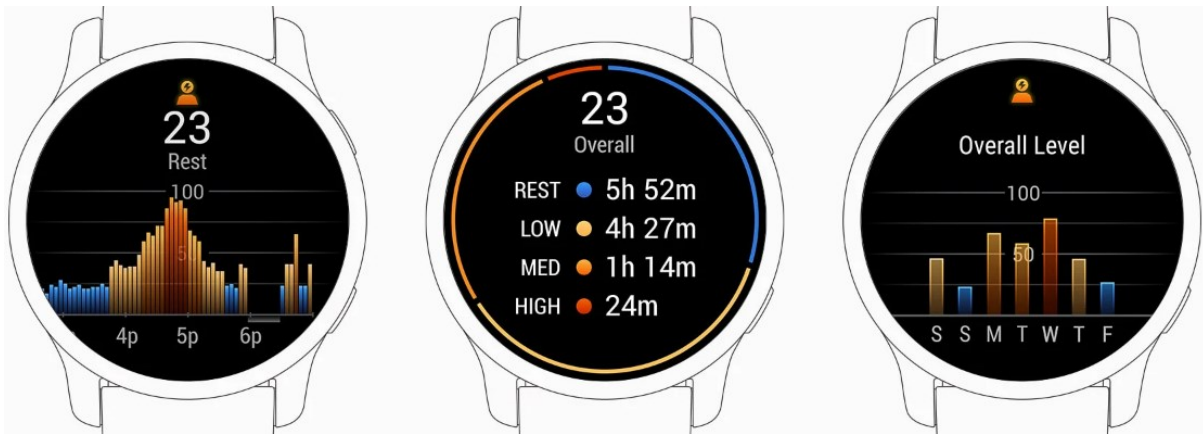 23
Rest
100
50
4p 5p 6p
23
Overall
REST 5h 52m
LOW 4h 27m
MED 1h 14m
HIGH 24m
Overall Level
100
50
S S M T W T F